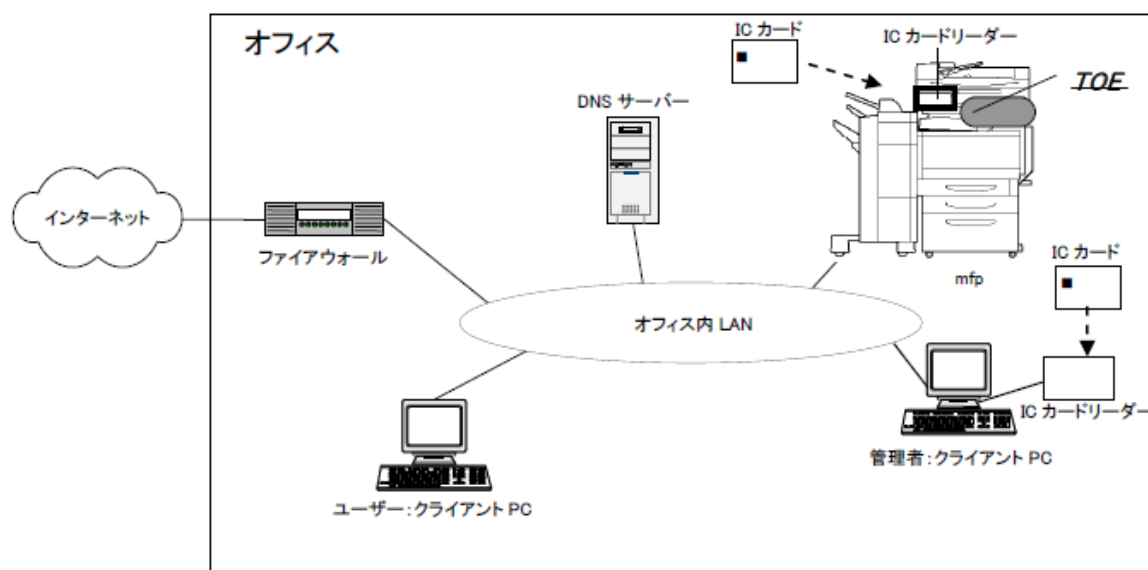 オフィス
IC カード
IC カードリーダー
TOE
DNS サーバー
インターネット
ファイアウォール
mfp
IC カード
オフィス内 LAN
IC カードリーダー
管理者:クライアント PC
ユーザー:クライアント PC